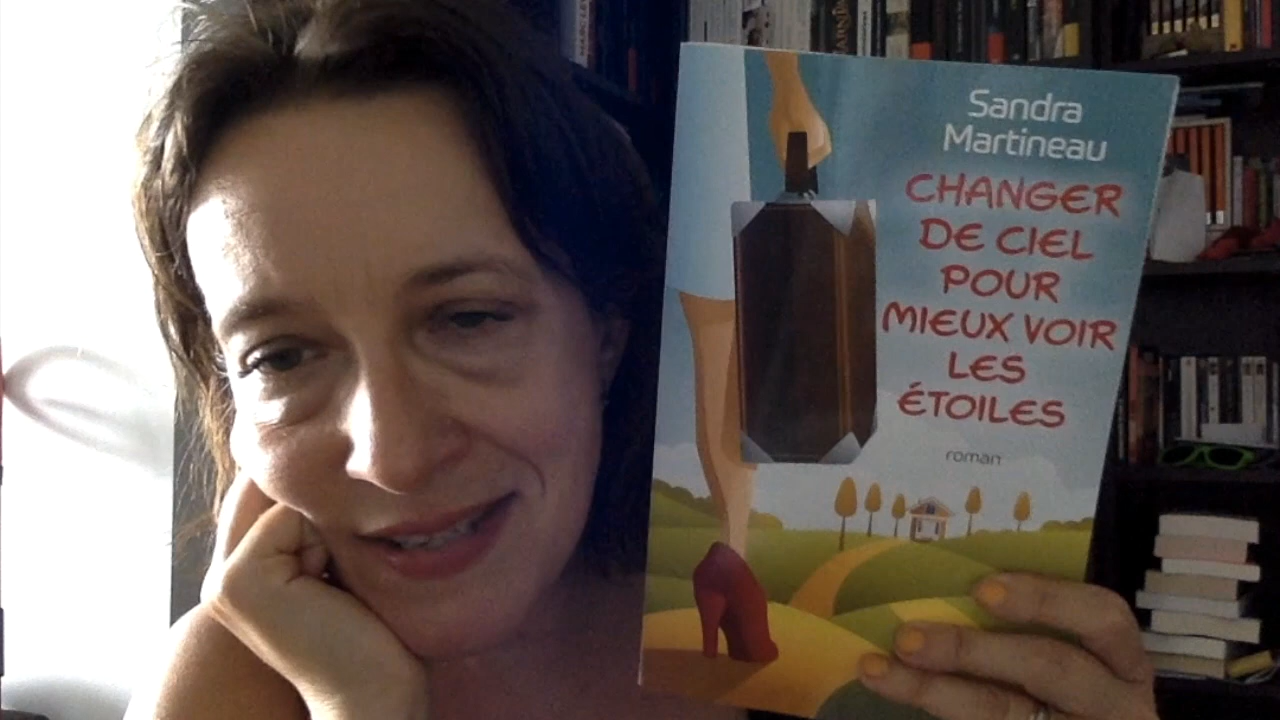 Sandra
Martineau
CHANGER
DE CIEL
POUR
MIEUX VOIR
LES
ÉTOILES
roman